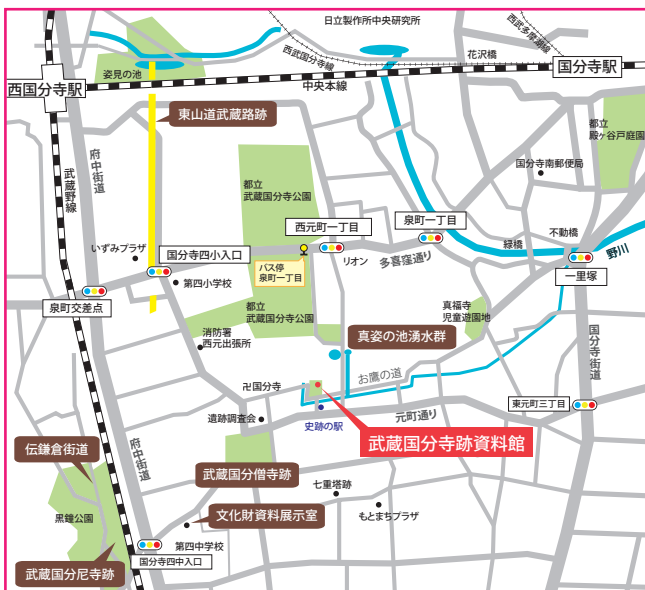 日立製作所中央研究所
西武国分寺線
西武多摩湖線
花沢橋
姿見の池
国分寺駅
西国分寺駅
中央本線
東山道武蔵路跡
都立
殿ヶ谷戸庭園
府中街道
武蔵野線
国分寺南郵便局
都立
武蔵国分寺公園
西元町一丁目
泉町一丁目
不動橋
いずみプラザ
国分寺四小入口
リオン
多喜窪通り
緑橋
野川
バス停
泉町一丁目
一里塚
第四小学校
泉町交差点
都立
武蔵国分寺公園
真福寺
児童遊園地
消防署
西元出張所
真姿の池湧水群
国分寺街道
お鷹の道
卍国分寺
遺跡調査会
史跡の駅
元町通り
東元町三丁目
武蔵国分寺跡資料館
伝鎌倉街道
府中街道
武蔵国分僧寺跡
七重塔跡
黒鐘公園
文化財資料展示室
もとまちプラザ
第四中学校
国分寺四中入口
武蔵国分尼寺跡